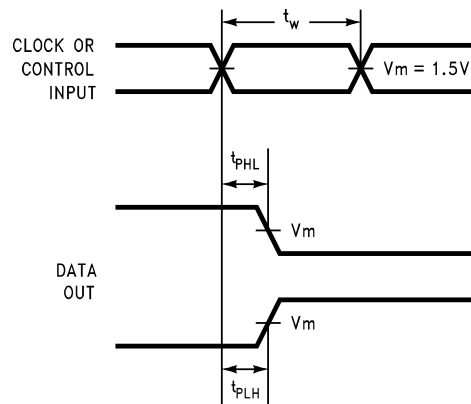 t_w
CLOCK OR
CONTROL
INPUT
Vm = 1.5V
t_PHL
Vm
DATA
OUT
Vm
t_PLH